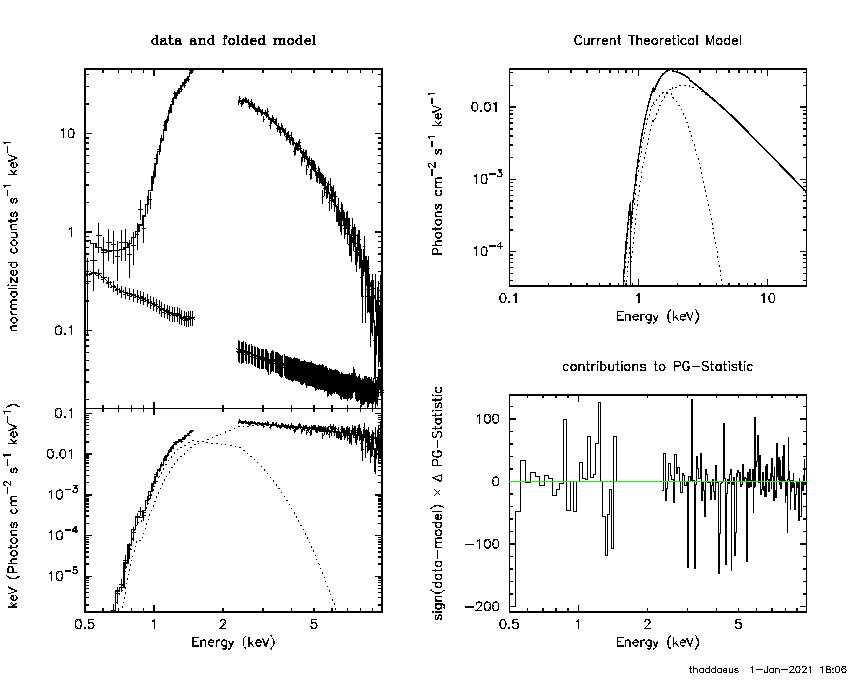 data and folded model
normalized counts s−1 keV−1
10
1
0.1
keV (Photons cm−2 s−1 keV−1)
0.1
0.01
10−3
10−4
10−5
0.5 1 2 5
Energy (keV)
Current Theoretical Model
Photons cm−2 s−1 keV−1
0.01
10−3
10−4
0.1 1 10
Energy (keV)
contributions to PG−Statistic
sign(data−model) × Δ PG−Statistic
100
0
−100
−200
0.5 1 2 5
Energy (keV)
thaddaeus 1−Jan−2021 18:06